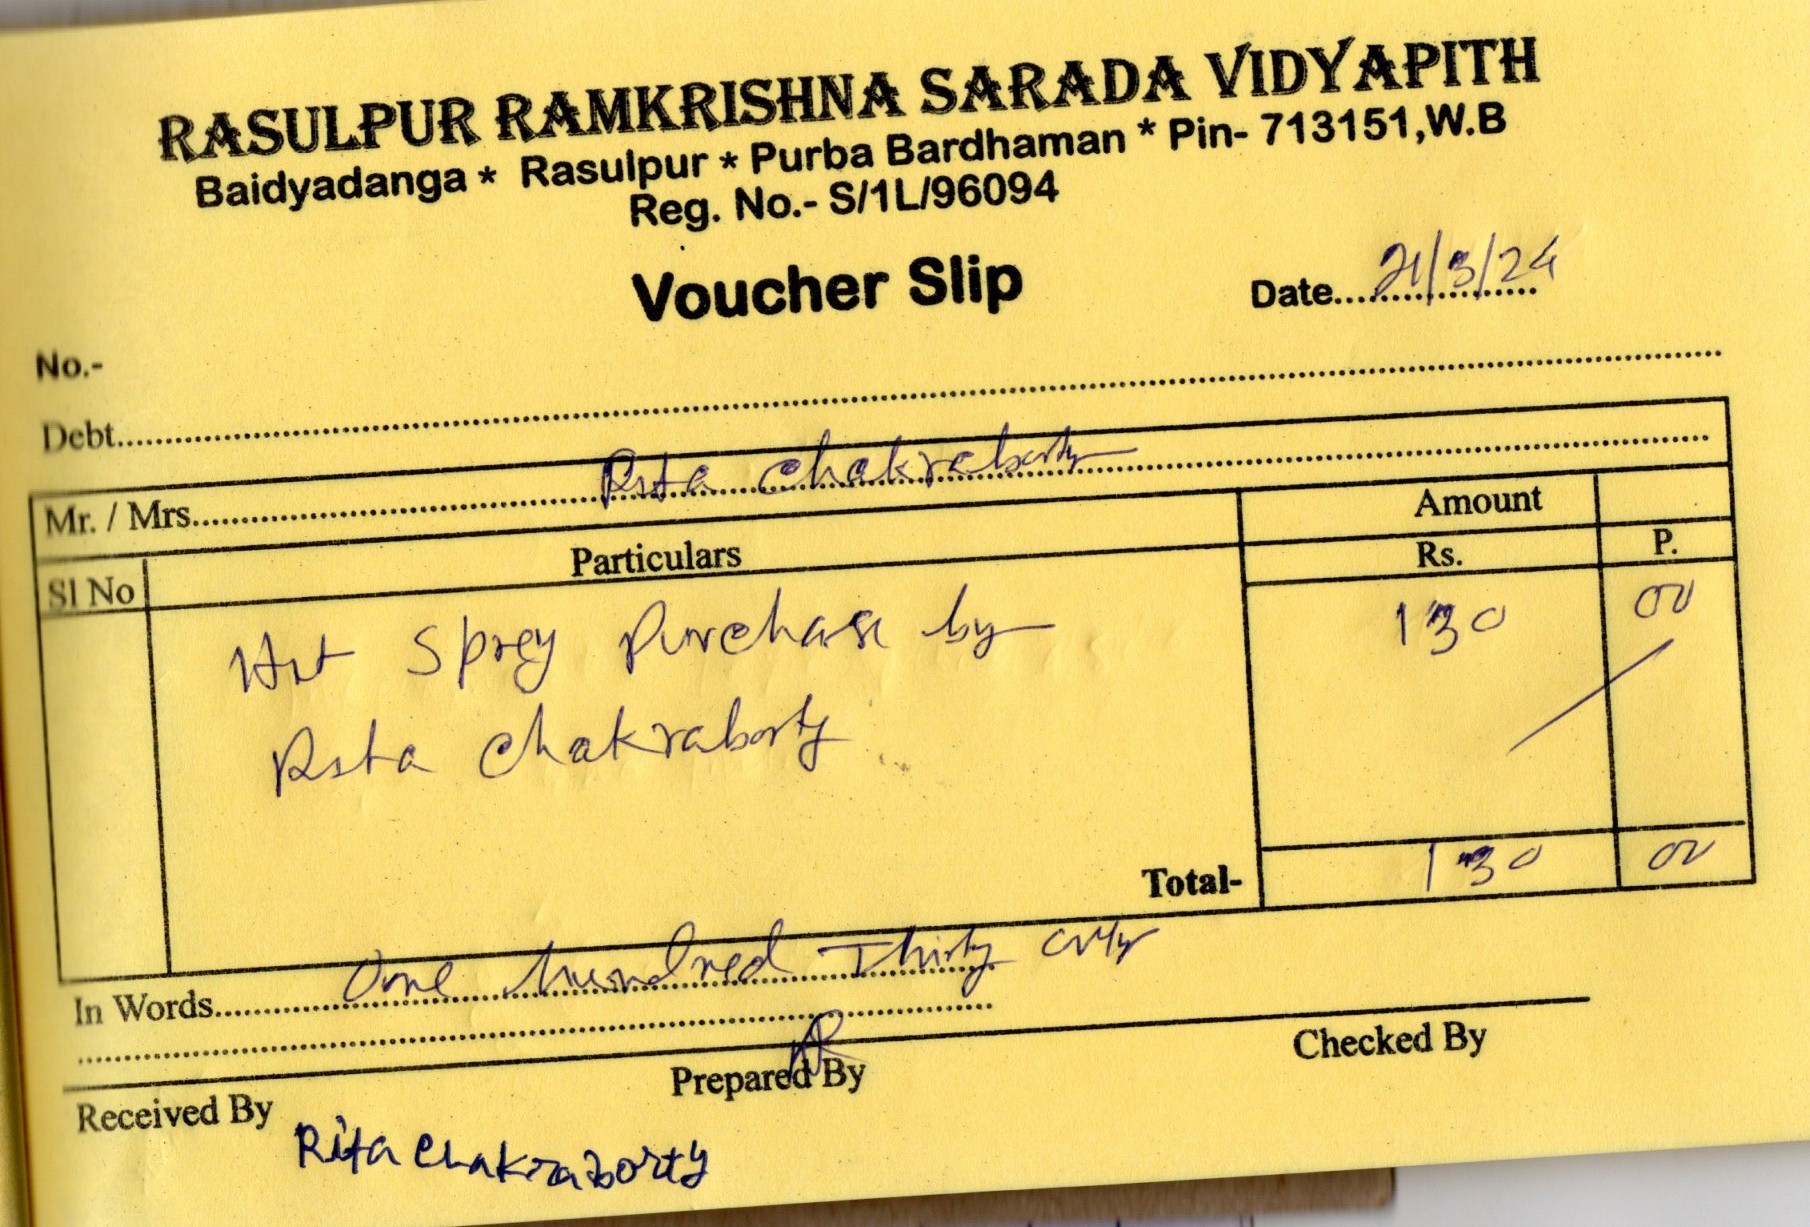 RASULPUR RAMKRISHNA SARADA VIDYAPITH
Baidyadanga * Rasulpur * Purba Bardhaman * Pin- 713151,W.B
Reg. No.- S/1L/96094
Voucher Slip
Date 21/3/24
No.-
Debt
Mr. / Mrs. Rita Chakraborty
Amount
Sl No Particulars Rs. P.
Hit Sprey Purchase by 130 00
Rita Chakraborty
Total- 130 00
In Words One hundred Thirty only
Received By Prepared By Checked By
Rita Chakraborty